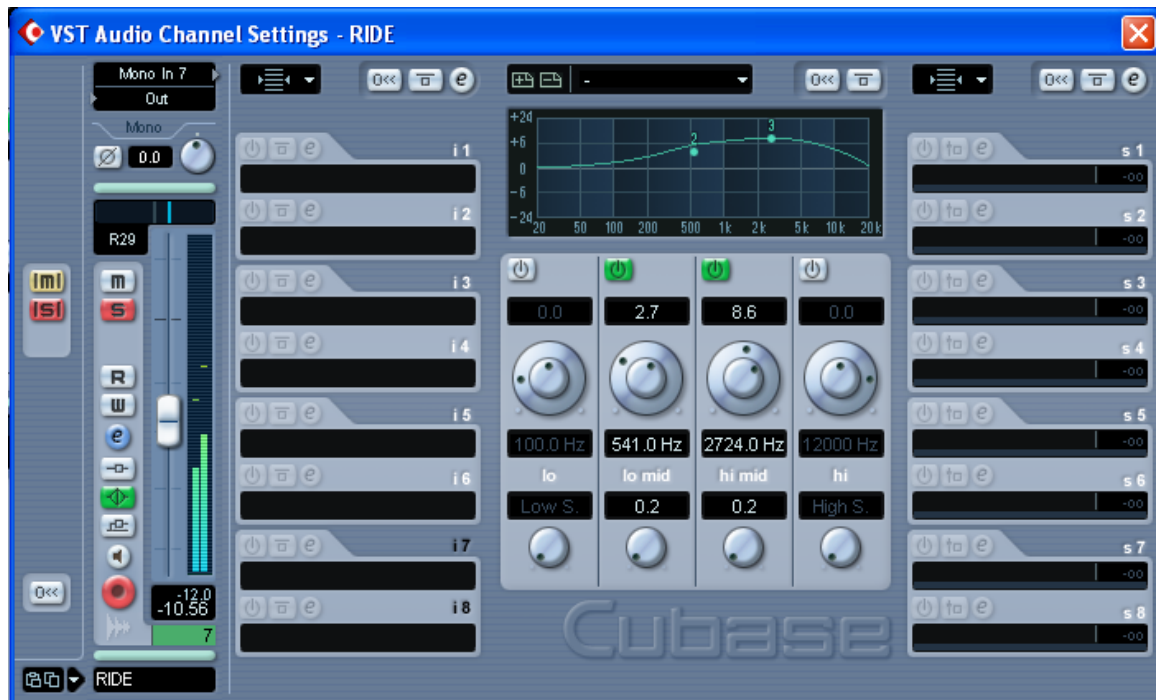 VST Audio Channel Settings - RIDE
Mono In 7
Out
Mono
0.0
R29
m
S
R
W
e
-12.0
-10.56
7
RIDE
[m]
[S]
0<<
0<<
e
i 1
e
i 2
e
i 3
e
i 4
e
i 5
e
i 6
e
i 7
e
i 8
e
-
0<<
+24
+6
0
-6
-24
2
3
20 50 100 200 500 1k 2k 5k 10k 20k
0.0 2.7 8.6 0.0
100.0 Hz 541.0 Hz 2724.0 Hz 12000 Hz
lo lo mid hi mid hi
Low S. 0.2 0.2 High S.
Cubase
0<<
e
s 1
e
-oo
s 2
e
-oo
s 3
e
-oo
s 4
e
-oo
s 5
e
-oo
s 6
e
-oo
s 7
e
-oo
s 8
e
-oo